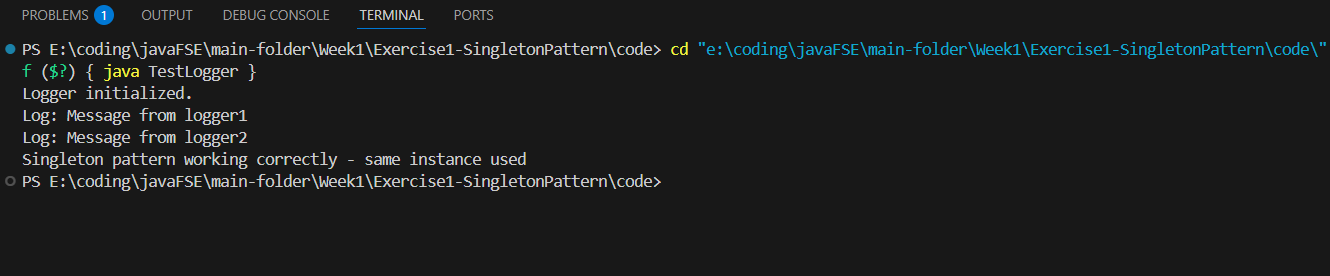 PROBLEMS 1 OUTPUT DEBUG CONSOLE TERMINAL PORTS
PS E:\coding\javaFSE\main-folder\Week1\Exercise1-SingletonPattern\code> cd "e:\coding\javaFSE\main-folder\Week1\Exercise1-SingletonPattern\code\"
f ($?) { java TestLogger }
Logger initialized.
Log: Message from logger1
Log: Message from logger2
Singleton pattern working correctly - same instance used
PS E:\coding\javaFSE\main-folder\Week1\Exercise1-SingletonPattern\code>